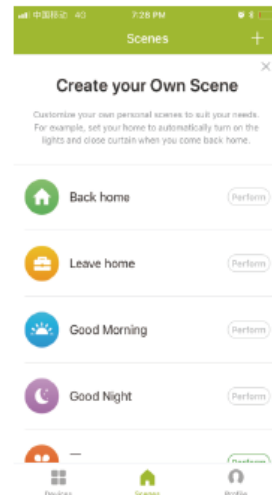 中国移动 4G 7:28 PM
Scenes +
×
Create your Own Scene
Customize your own personal scenes to suit your needs.
For example, set your home to automatically turn on the
lights and close curtain when you come back home.
Back home Perform
Leave home Perform
Good Morning Perform
Good Night Perform
— Perform
Devices Scenes Profile